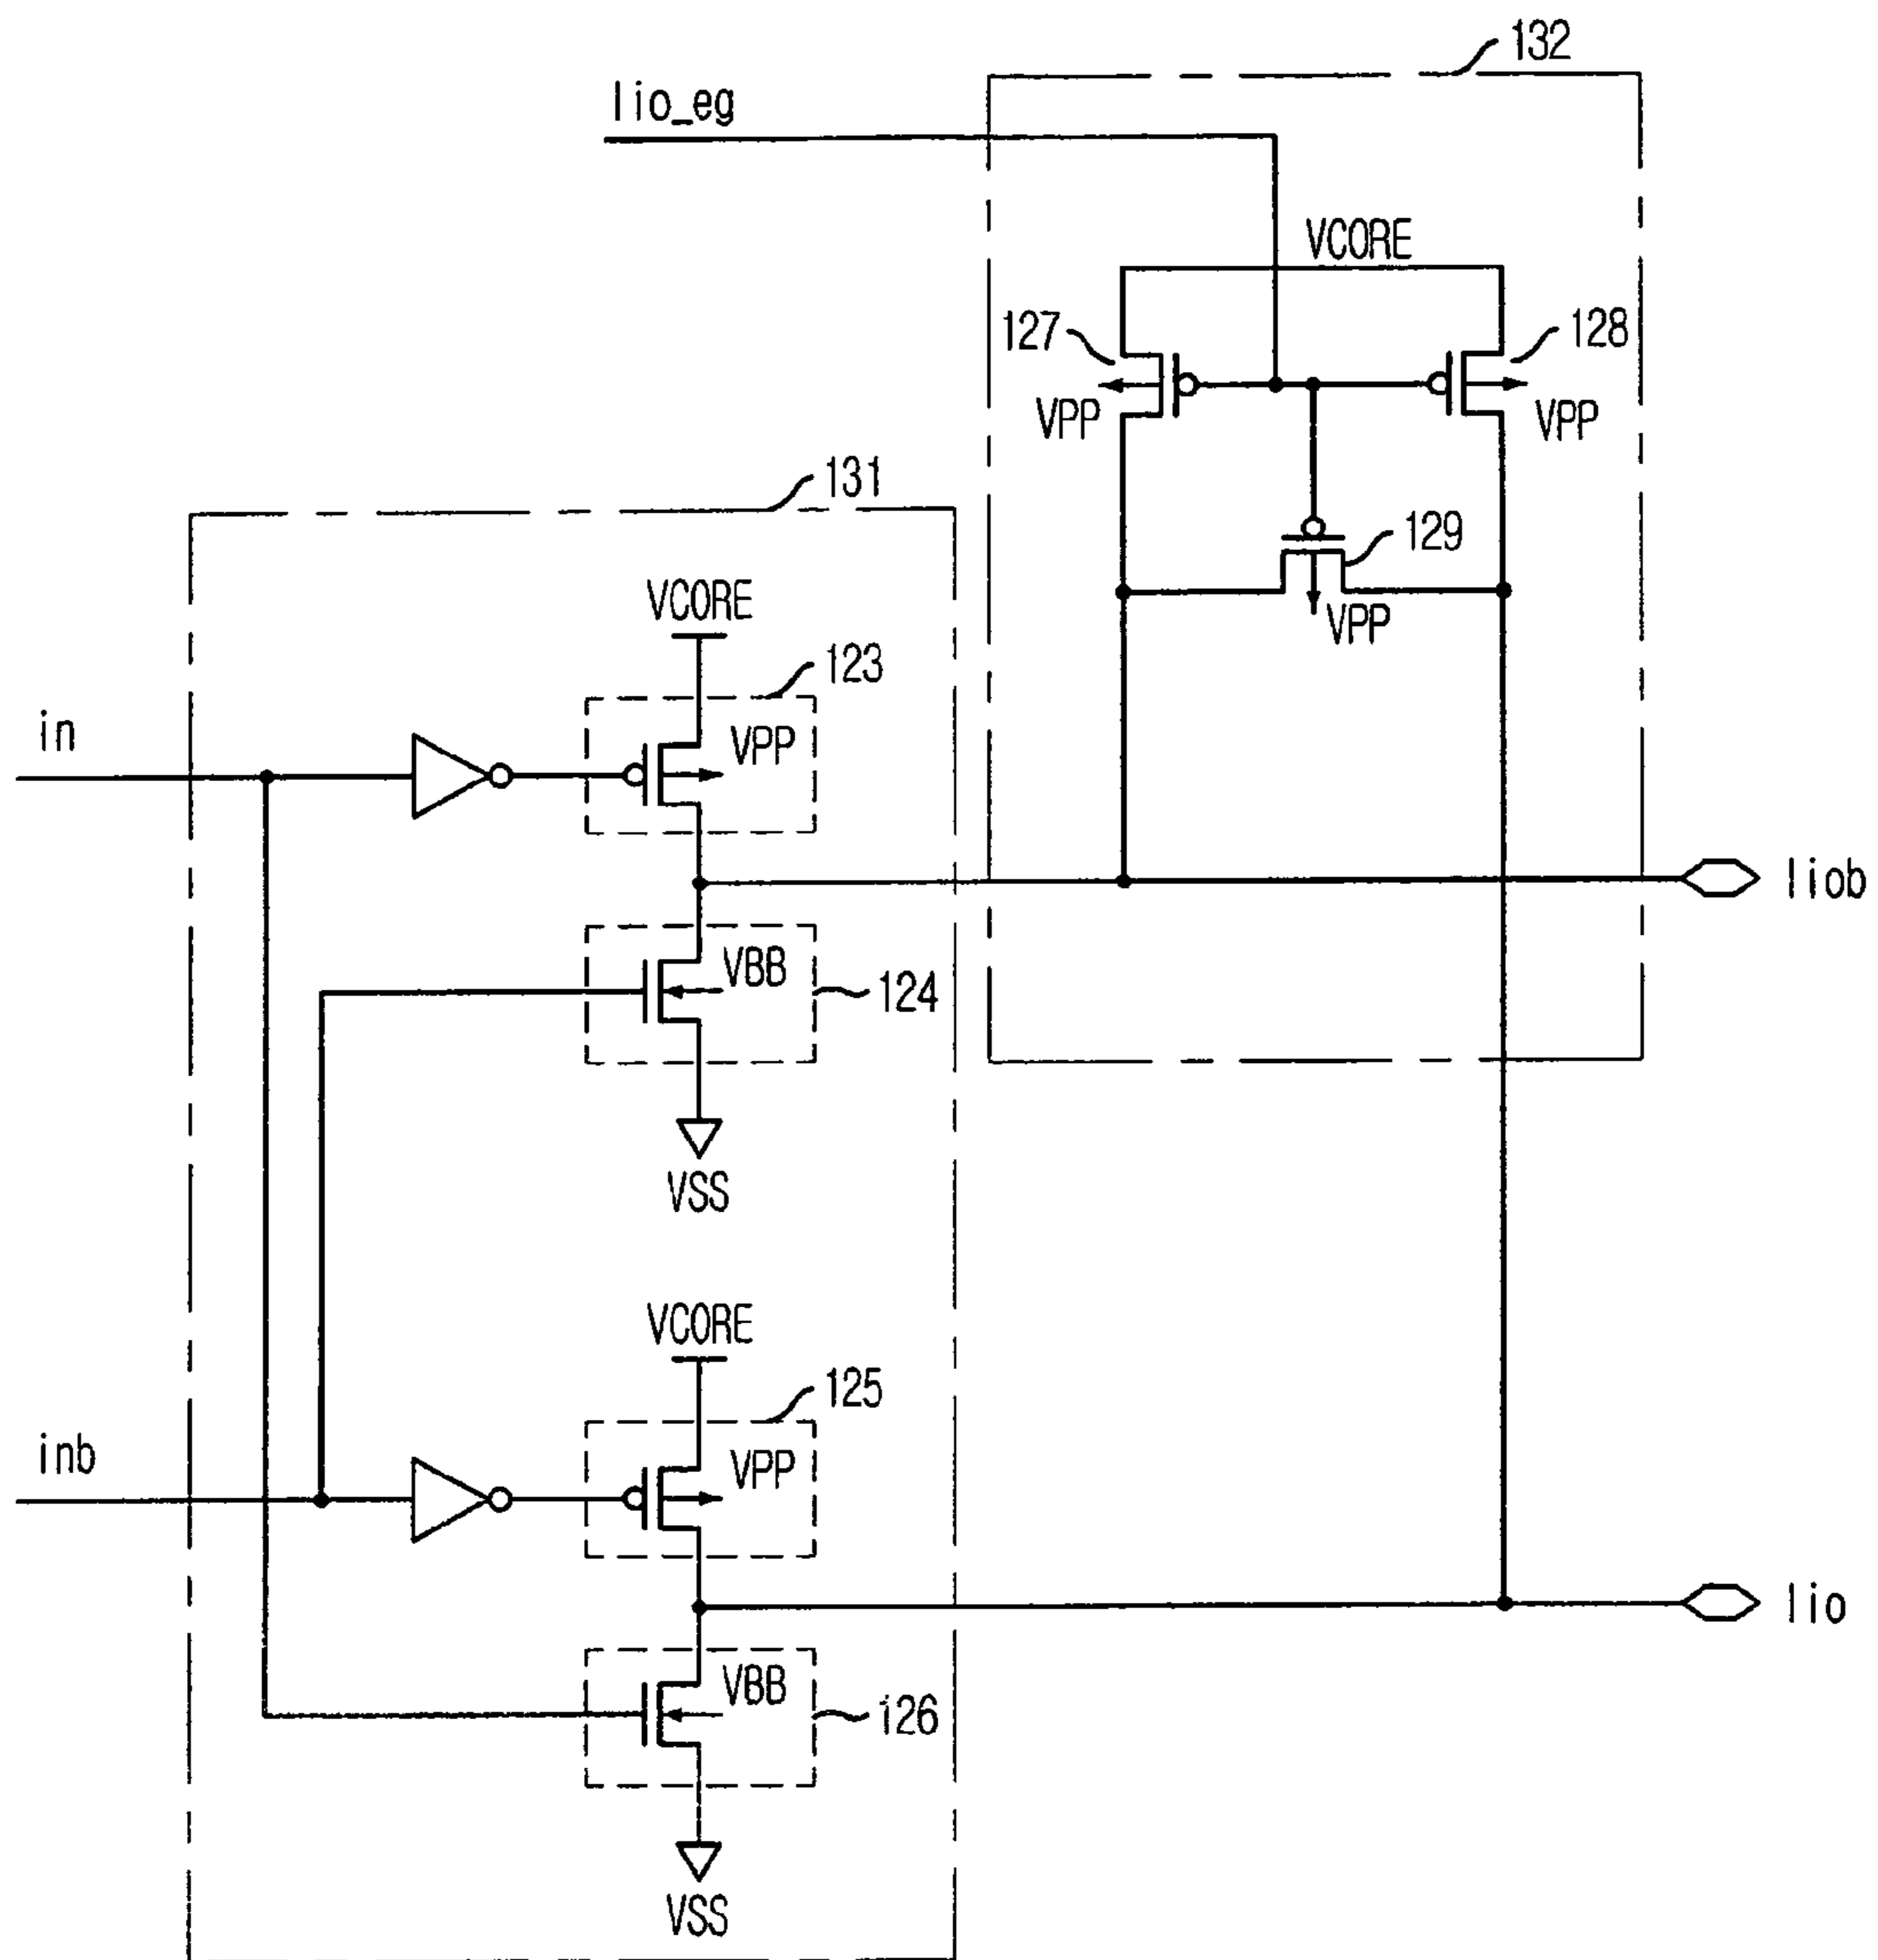 132
lio_eg
VCORE
127
128
VPP
VPP
131
129
VCORE
VPP
123
in
VPP
liob
VBB
124
VSS
VCORE
125
inb
VPP
lio
VBB
126
VSS